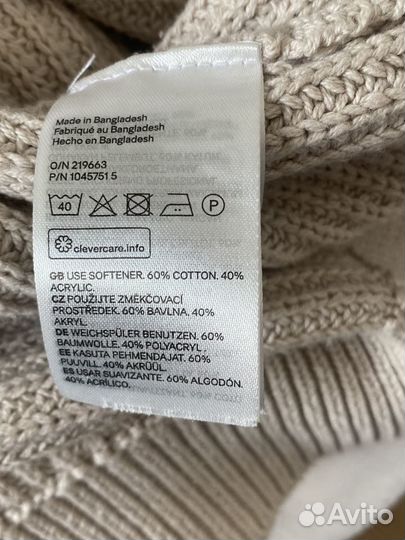 Made in Bangladesh
Fabriqué au Bangladesh
Hecho en Bangladesh
O/N 219663
P/N 1045751 5
40
P
clevercare.info
GB USE SOFTENER. 60% COTTON. 40%
ACRYLIC.
CZ POUŽIJTE ZMĚKČOVACÍ
PROSTŘEDEK. 60% BAVLNA. 40%
AKRYL.
DE WEICHSPÜLER BENUTZEN. 60%
BAUMWOLLE. 40% POLYACRYL.
EE KASUTA PEHMENDAJAT. 60%
PUUVILL. 40% AKRÜÜL.
ES USAR SUAVIZANTE. 60% ALGODÓN.
40% ACRÍLICO.
Avito